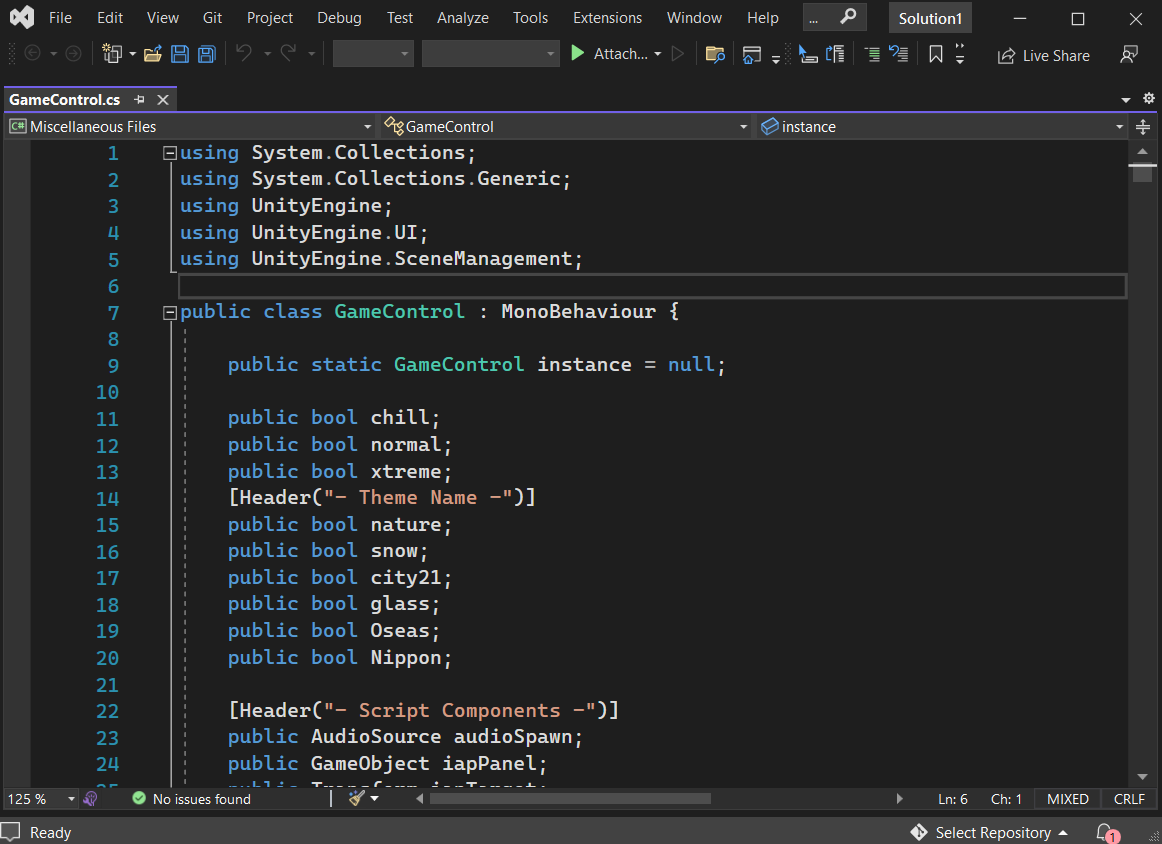 File Edit View Git Project Debug Test Analyze Tools Extensions Window Help ... Solution1
Attach... Live Share
GameControl.cs
C# Miscellaneous Files GameControl instance
1 using System.Collections;
2 using System.Collections.Generic;
3 using UnityEngine;
4 using UnityEngine.UI;
5 using UnityEngine.SceneManagement;
6
7 public class GameControl : MonoBehaviour {
8
9 public static GameControl instance = null;
10
11 public bool chill;
12 public bool normal;
13 public bool xtreme;
14 [Header("- Theme Name -")]
15 public bool nature;
16 public bool snow;
17 public bool city21;
18 public bool glass;
19 public bool Oseas;
20 public bool Nippon;
21
22 [Header("- Script Components -")]
23 public AudioSource audioSpawn;
24 public GameObject iapPanel;
25 public Transform iapTarget;
125 % No issues found Ln: 6 Ch: 1 MIXED CRLF
Ready Select Repository 1